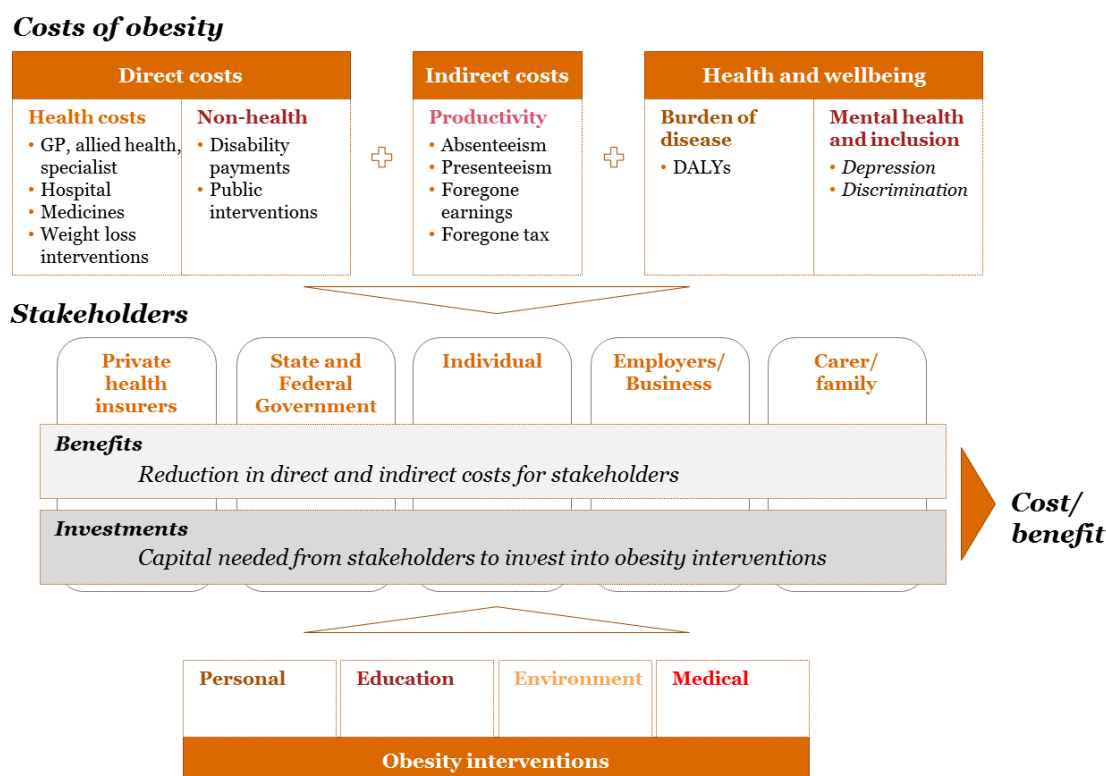 Costs of obesity
Direct costs
Health costs
• GP, allied health,
specialist
• Hospital
• Medicines
• Weight loss
interventions
Non-health
• Disability
payments
• Public
interventions
Indirect costs
Productivity
• Absenteeism
• Presenteeism
• Foregone
earnings
• Foregone tax
Health and wellbeing
Burden of
disease
• DALYs
Mental health
and inclusion
• Depression
• Discrimination
Stakeholders
Private
health
insurers
State and
Federal
Government
Individual
Employers/
Business
Carer/
family
Benefits
Reduction in direct and indirect costs for stakeholders
Investments
Capital needed from stakeholders to invest into obesity interventions
Cost/
benefit
Personal
Education
Environment
Medical
Obesity interventions